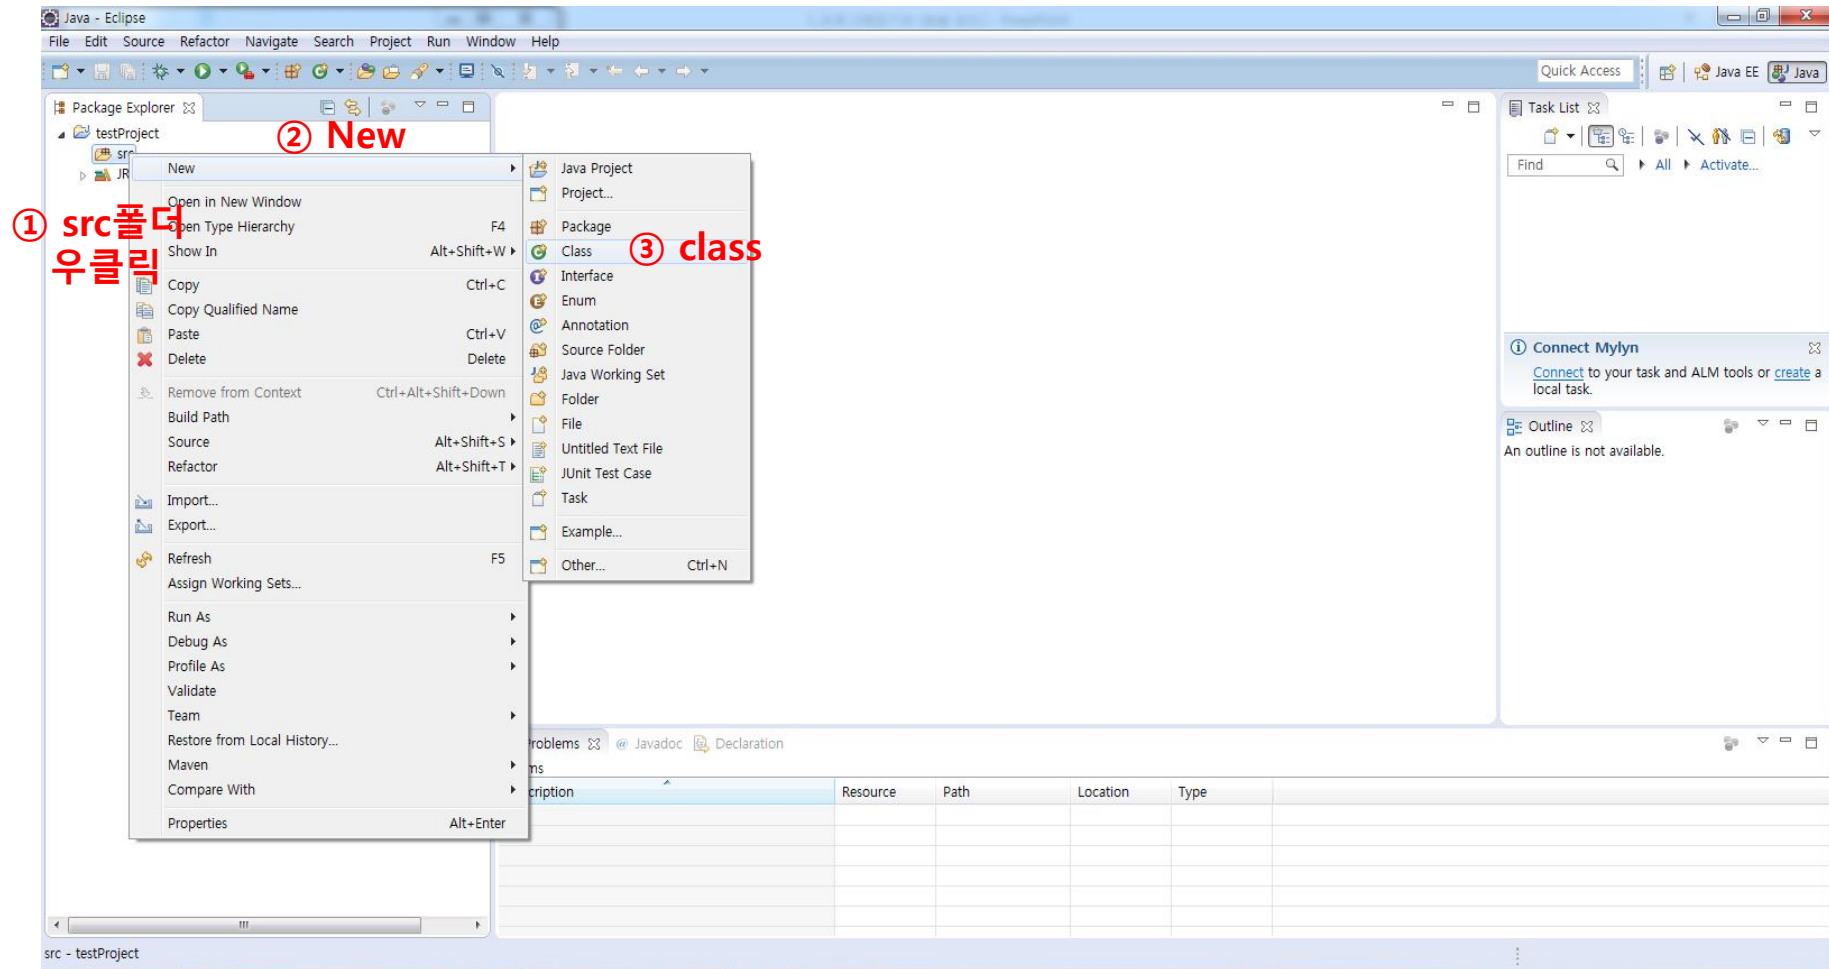 Java - Eclipse
File Edit Source Refactor Navigate Search Project Run Window Help
Quick Access Java EE Java
Package Explorer
testProject
② New
src
JR
① src폴더
우클릭
New
Open in New Window
Open Type Hierarchy F4
Show In Alt+Shift+W
Copy Ctrl+C
Copy Qualified Name
Paste Ctrl+V
Delete Delete
Remove from Context Ctrl+Alt+Shift+Down
Build Path
Source Alt+Shift+S
Refactor Alt+Shift+T
Import...
Export...
Refresh F5
Assign Working Sets...
Run As
Debug As
Profile As
Validate
Team
Restore from Local History...
Maven
Compare With
Properties Alt+Enter
Java Project
Project...
Package
Class
③ class
Interface
Enum
Annotation
Source Folder
Java Working Set
Folder
File
Untitled Text File
JUnit Test Case
Task
Example...
Other... Ctrl+N
Task List
Find All Activate...
Connect Mylyn
Connect to your task and ALM tools or create a
local task.
Outline
An outline is not available.
Problems Javadoc Declaration
ms
cription Resource Path Location Type
src - testProject